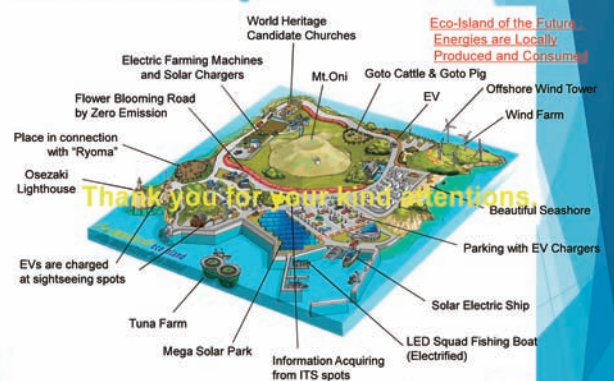 World Heritage
Candidate Churches
Eco-Island of the Future :
Energies are Locally
Produced and Consumed
Electric Farming Machines
and Solar Chargers
Mt.Oni
Goto Cattle & Goto Pig
Flower Blooming Road
by Zero Emission
EV
Offshore Wind Tower
Wind Farm
Place in connection
with "Ryoma"
Osezaki
Lighthouse
Thank you for your kind attentions.
Beautiful Seashore
Parking with EV Chargers
EVs are charged
at sightseeing spots
Solar Electric Ship
Tuna Farm
LED Squad Fishing Boat
(Electrified)
Mega Solar Park
Information Acquiring
from ITS spots